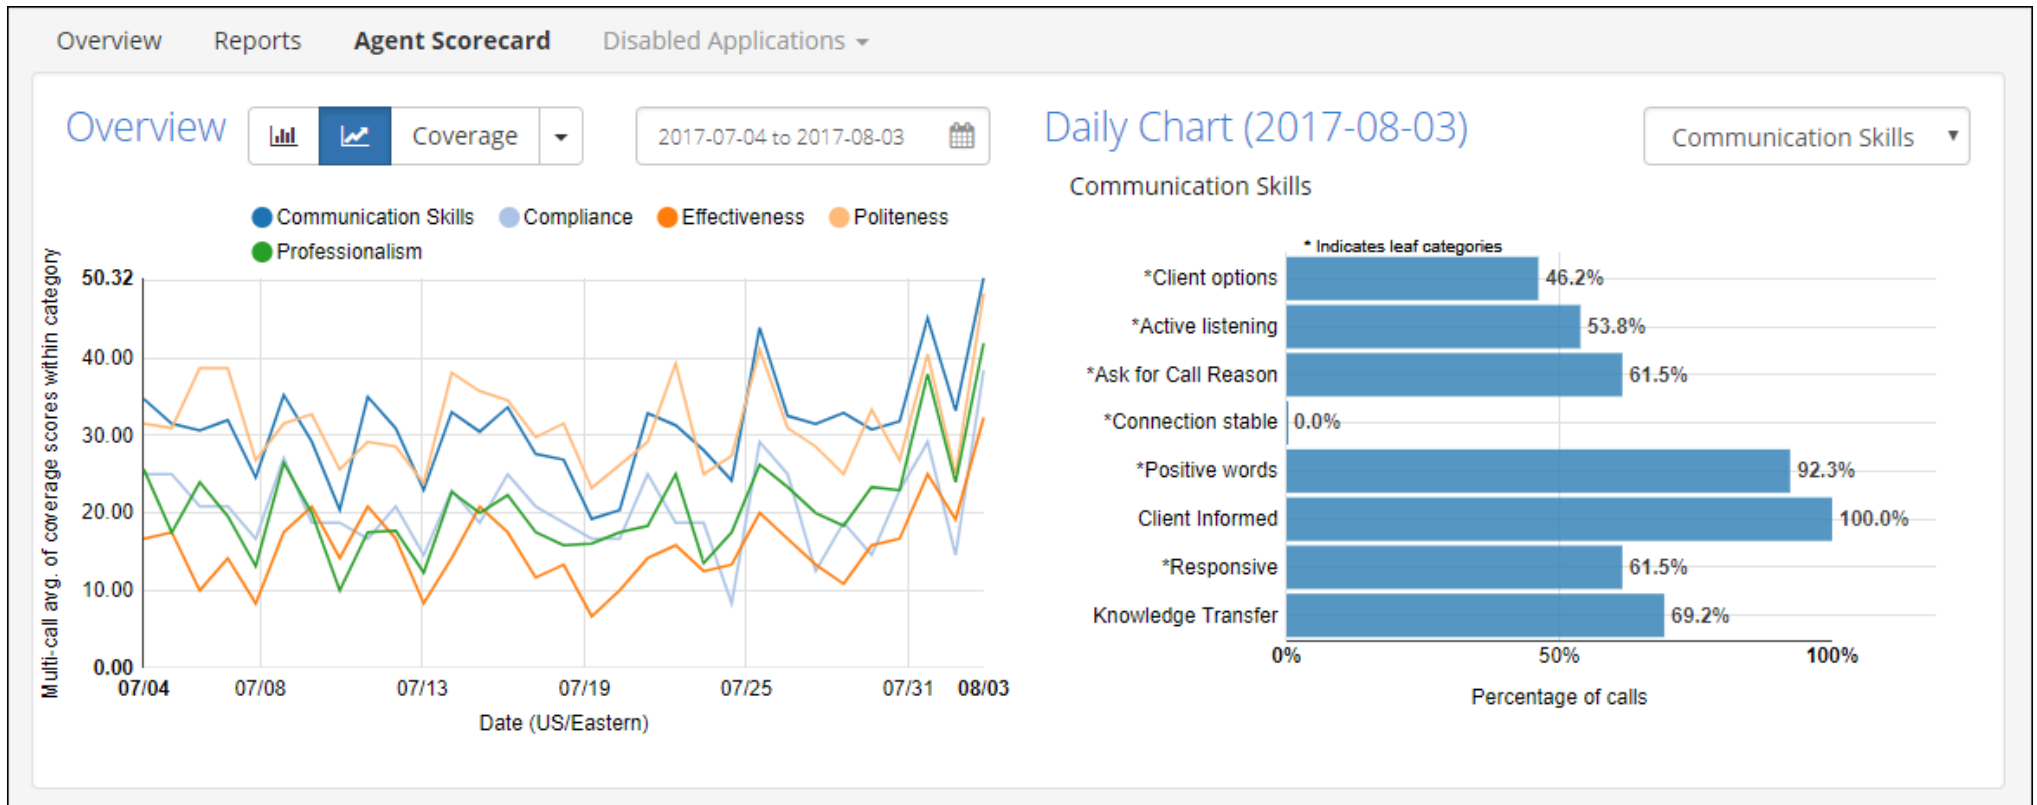 Overview Reports Agent Scorecard Disabled Applications
Overview Coverage 2017-07-04 to 2017-08-03
Communication Skills Compliance Effectiveness Politeness
Professionalism
Multi-call avg. of coverage scores within category
50.32
40.00
30.00
20.00
10.00
0.00
07/04 07/08 07/13 07/19 07/25 07/31 08/03
Date (US/Eastern)
Daily Chart (2017-08-03) Communication Skills
Communication Skills
* Indicates leaf categories
*Client options 46.2%
*Active listening 53.8%
*Ask for Call Reason 61.5%
*Connection stable 0.0%
*Positive words 92.3%
Client Informed 100.0%
*Responsive 61.5%
Knowledge Transfer 69.2%
0% 50% 100%
Percentage of calls